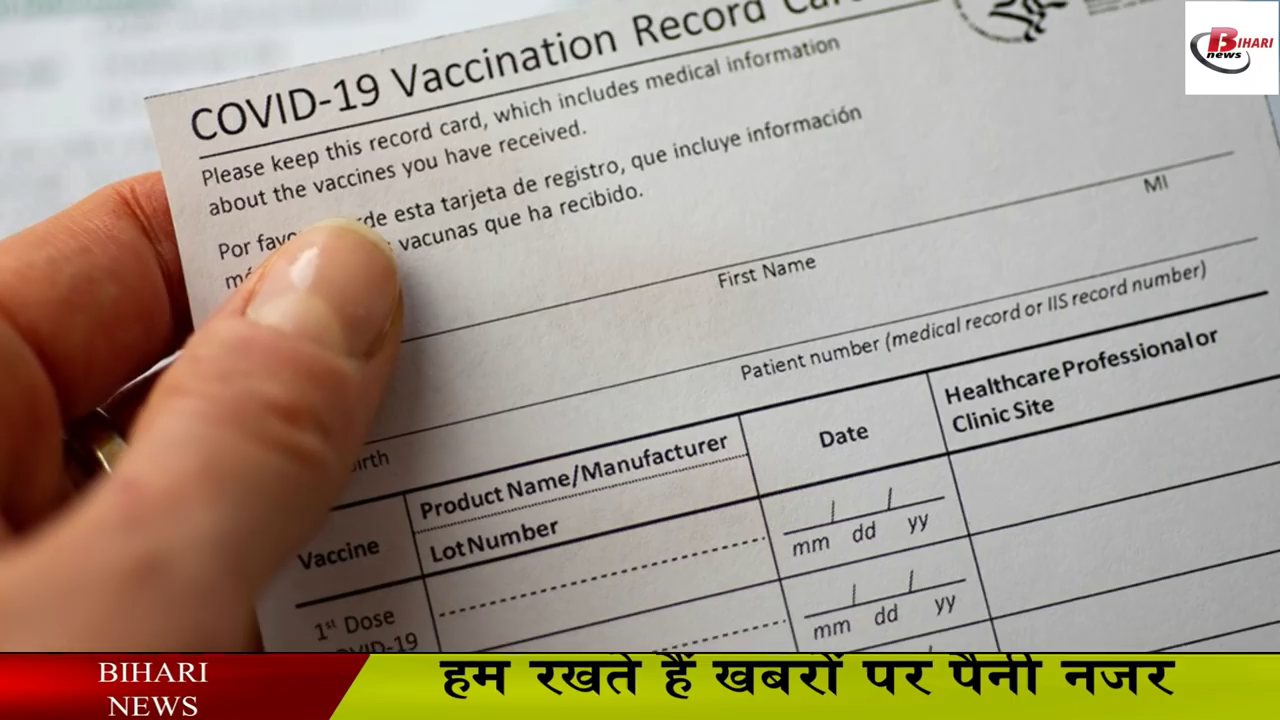 COVID-19 Vaccination Record
BIHARI
news
Please keep this record card, which includes medical information
about the vaccines you have received.
Por esta tarjeta de registro, que incluye información
vacunas que ha recibido.
First Name
MI
Patient number (medical record or IIS record number)
Vaccine
Product Name/Manufacturer
Lot Number
Date
Healthcare Professional or
Clinic Site
mm dd yy
1st Dose
mm dd yy
BIHARI
NEWS
हम रखते हैं खबरों पर पैनी नजर